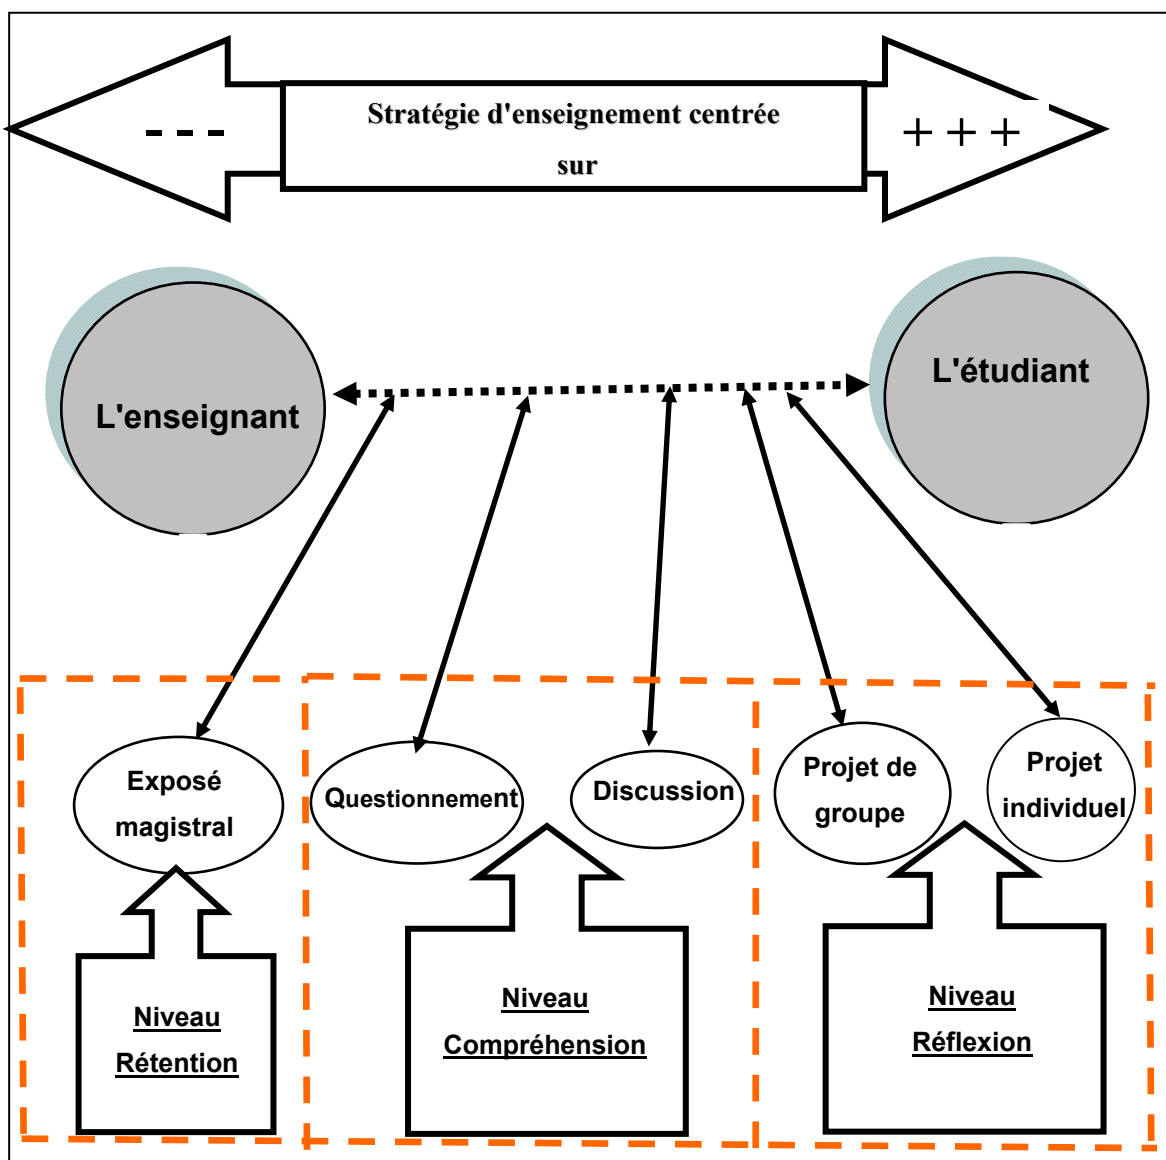 Stratégie d'enseignement centrée
sur
- - -
+ + +
L'enseignant
L'étudiant
Exposé
magistral
Questionnement
Discussion
Projet de
groupe
Projet
individuel
Niveau
Rétention
Niveau
Compréhension
Niveau
Réflexion